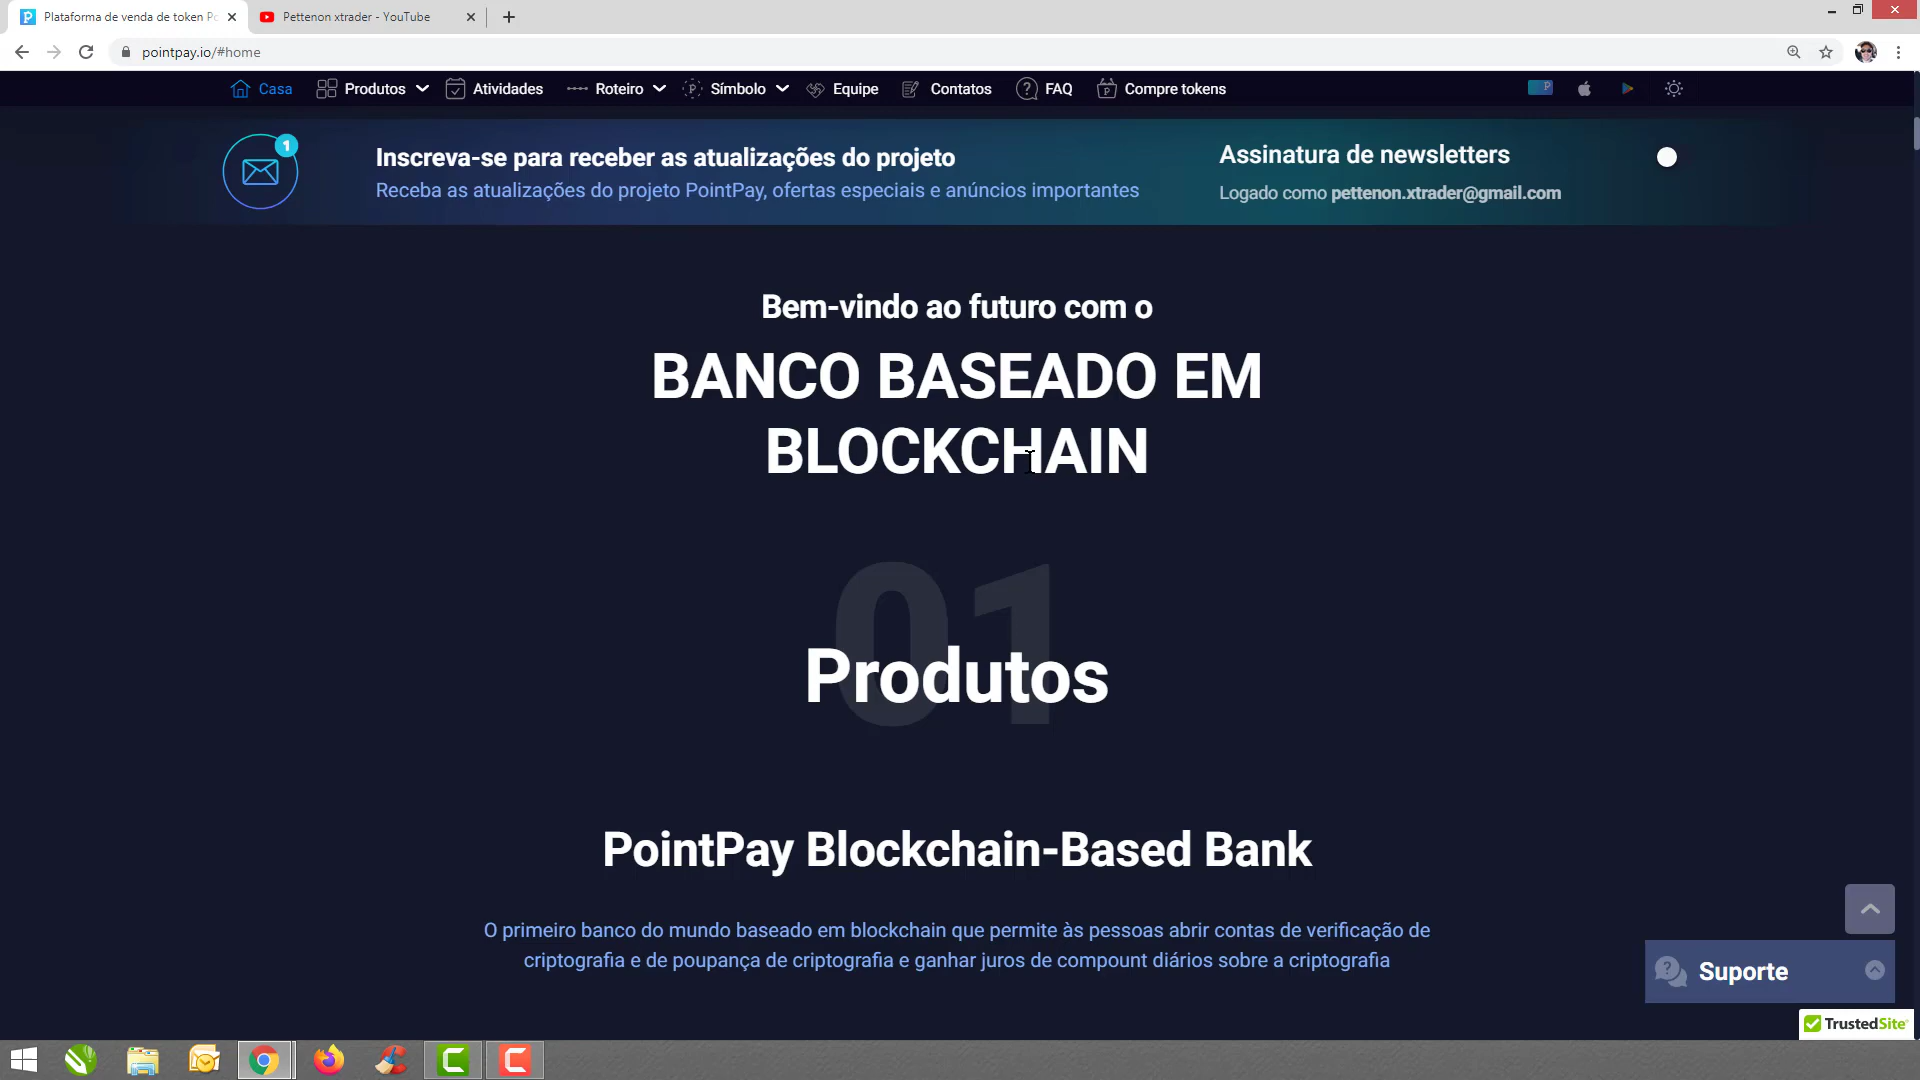 Plataforma de venda de token Po
Pettenon xtrader - YouTube
pointpay.io/#home
Casa
Produtos
Atividades
Roteiro
Símbolo
Equipe
Contatos
FAQ
Compre tokens
1
Inscreva-se para receber as atualizações do projeto
Receba as atualizações do projeto PointPay, ofertas especiais e anúncios importantes
Assinatura de newsletters
Logado como pettenon.xtrader@gmail.com
Bem-vindo ao futuro com o
BANCO BASEADO EM
BLOCKCHAIN
01
Produtos
PointPay Blockchain-Based Bank
O primeiro banco do mundo baseado em blockchain que permite às pessoas abrir contas de verificação de
criptografia e de poupança de criptografia e ganhar juros de compount diários sobre a criptografia
Suporte
TrustedSite